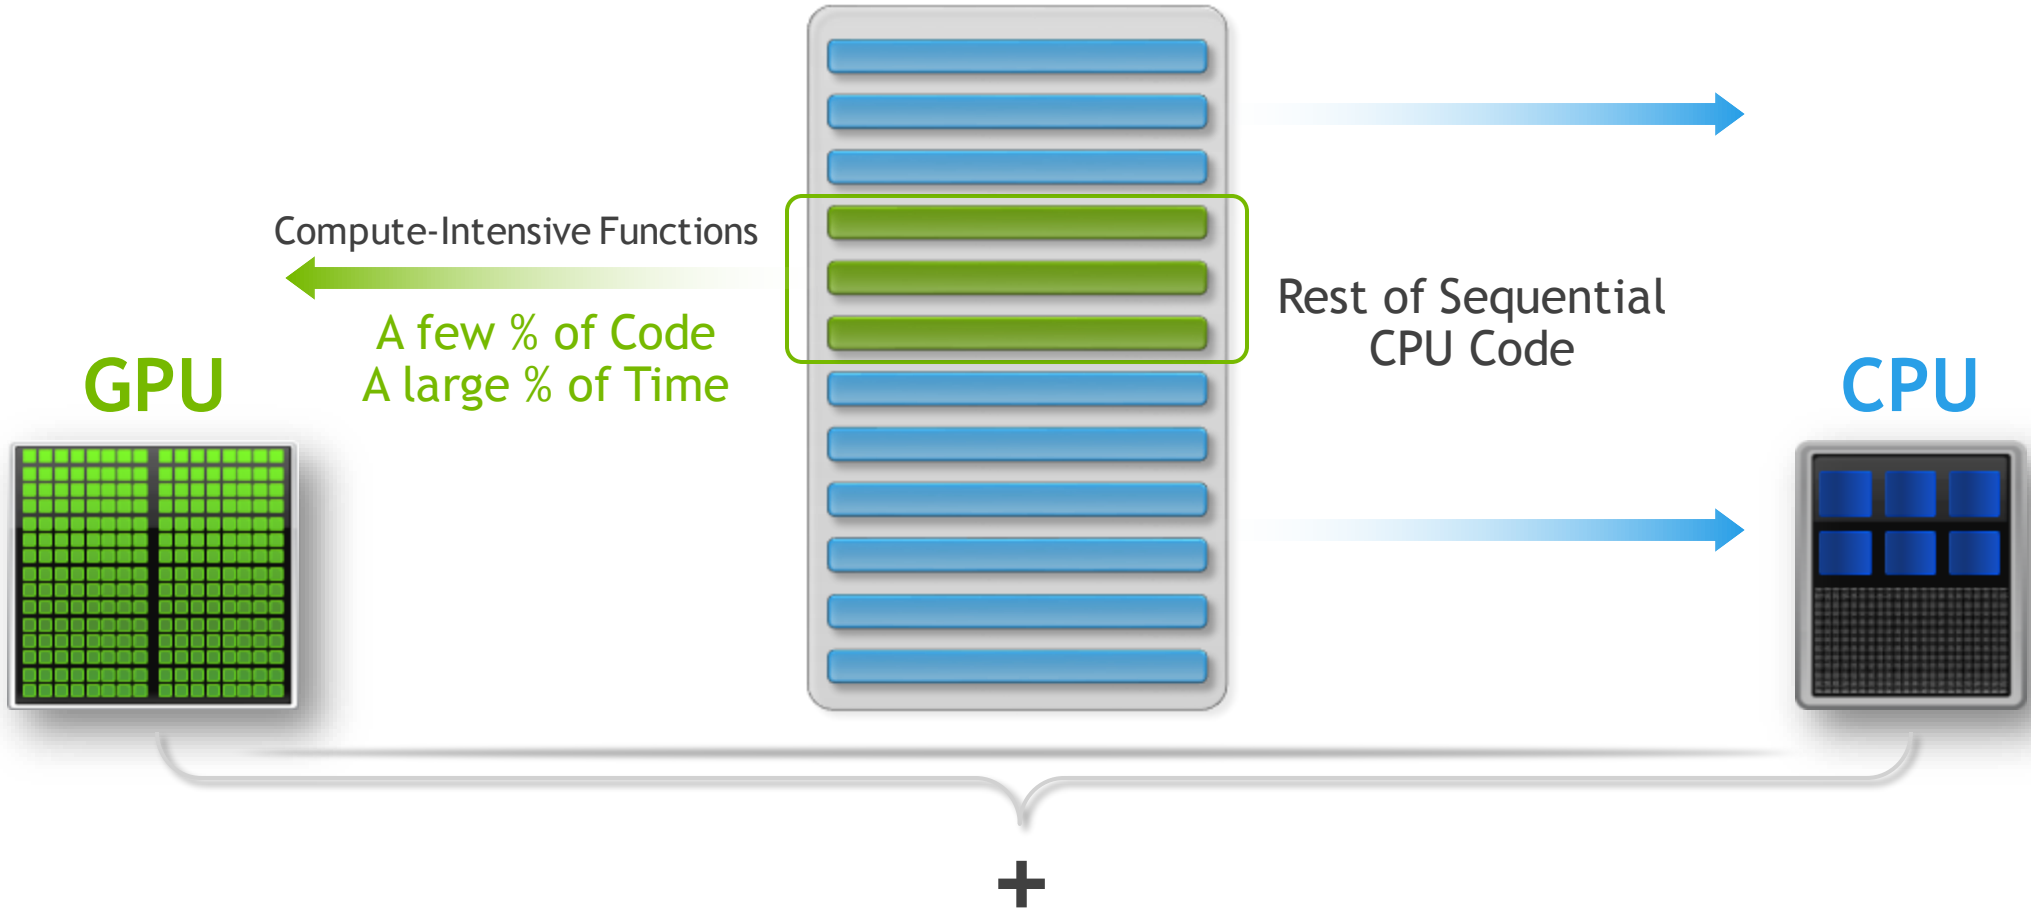 Compute-Intensive Functions
A few % of Code
A large % of Time
GPU
Rest of Sequential
CPU Code
CPU
+